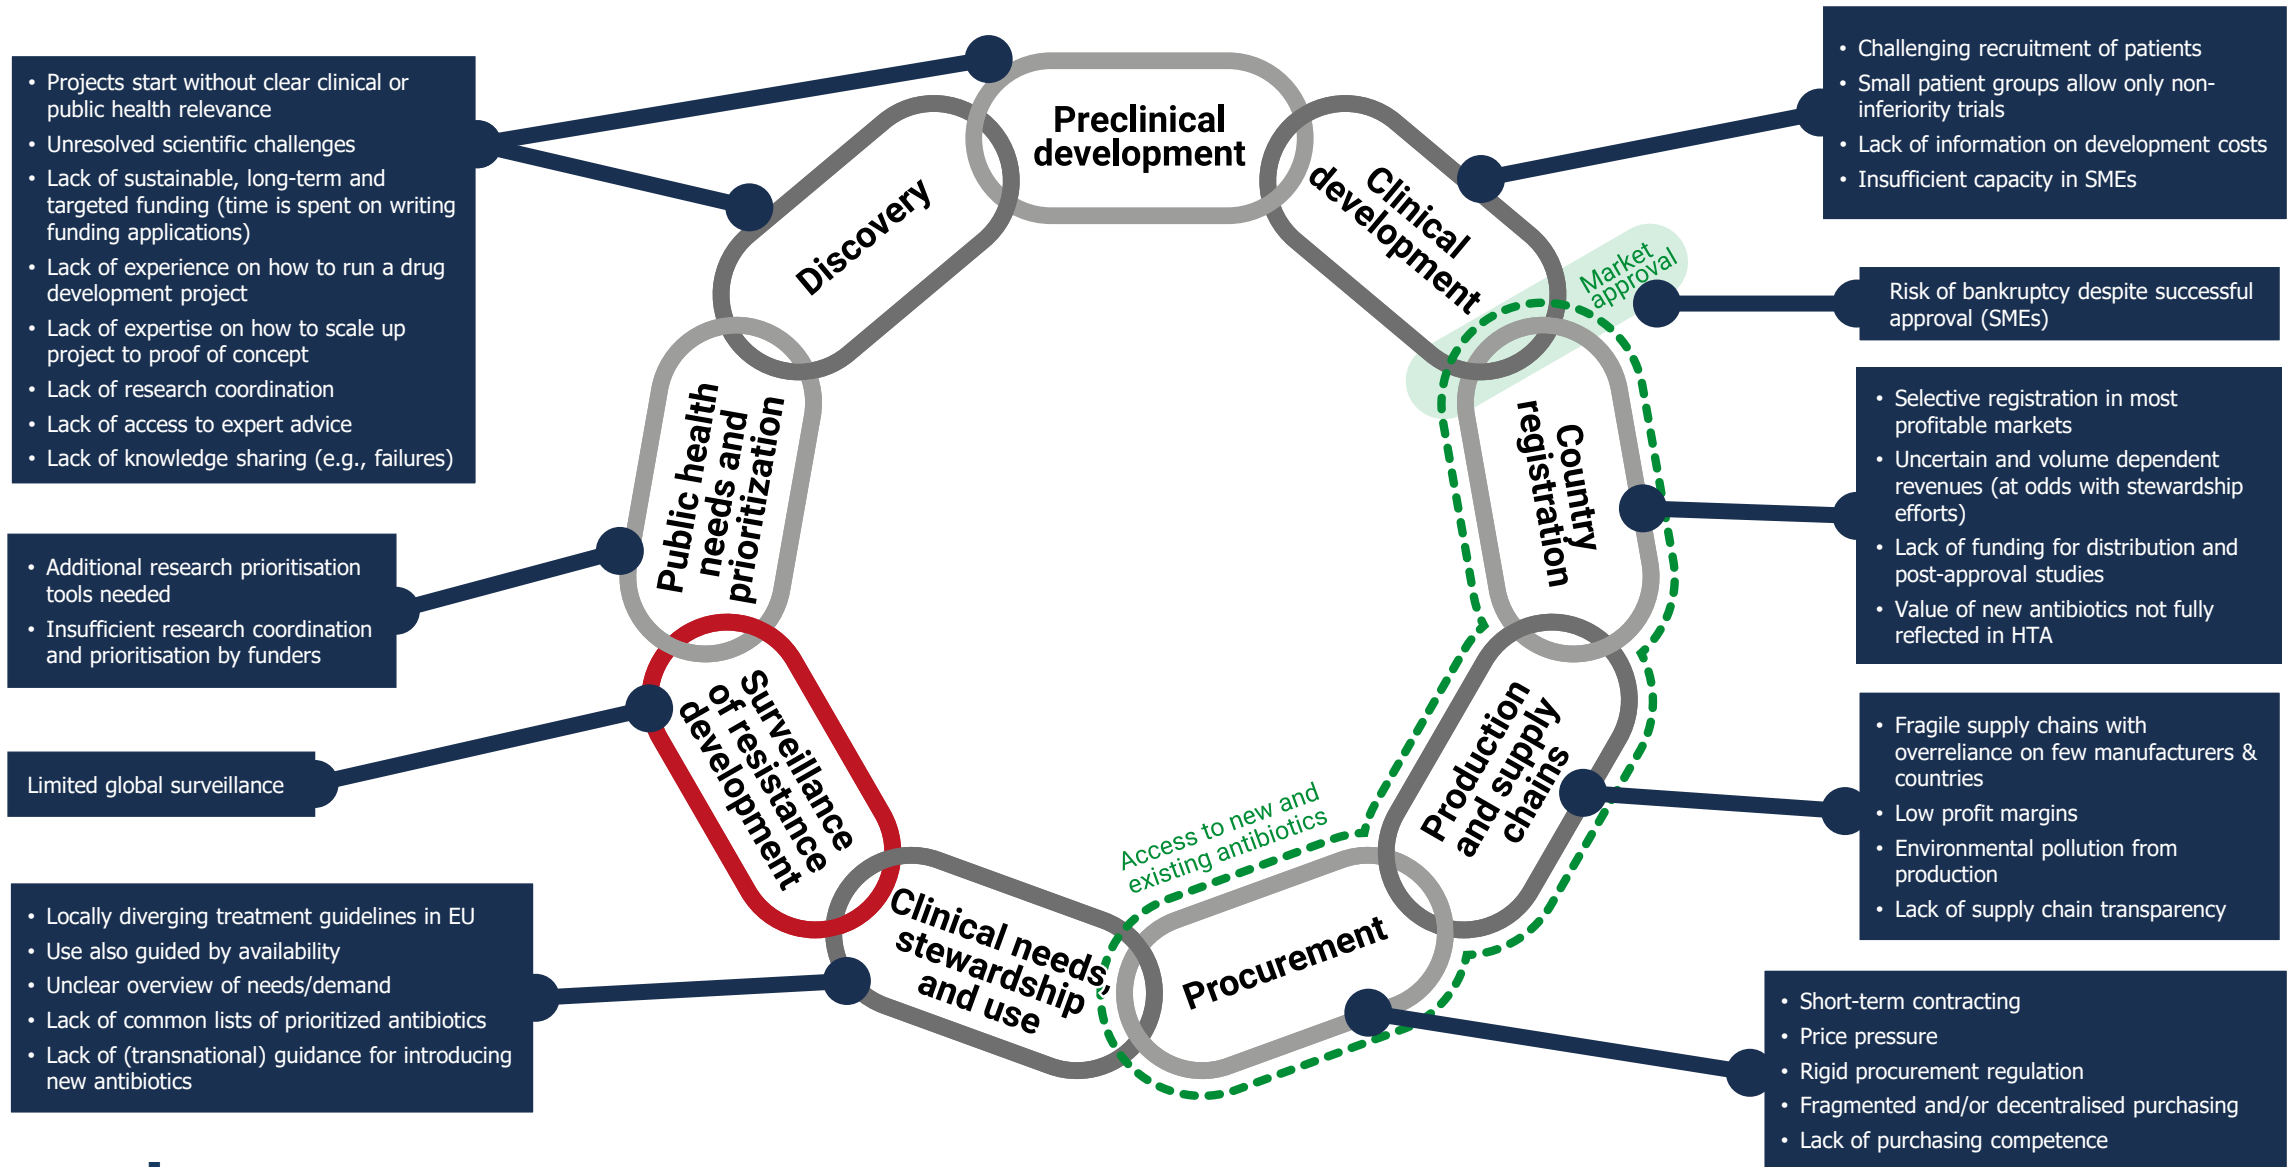 • Projects start without clear clinical or
public health relevance
• Unresolved scientific challenges
• Lack of sustainable, long-term and
targeted funding (time is spent on writing
funding applications)
• Lack of experience on how to run a drug
development project
• Lack of expertise on how to scale up
project to proof of concept
• Lack of research coordination
• Lack of access to expert advice
• Lack of knowledge sharing (e.g., failures)
• Additional research prioritisation
tools needed
• Insufficient research coordination
and prioritisation by funders
Limited global surveillance
• Locally diverging treatment guidelines in EU
• Use also guided by availability
• Unclear overview of needs/demand
• Lack of common lists of prioritized antibiotics
• Lack of (transnational) guidance for introducing
new antibiotics
Preclinical
development
Discovery
Public health
needs and
prioritization
Surveillance
of resistance
development
Clinical needs,
stewardship
and use
Access to new and
existing antibiotics
Procurement
Production
and supply
chains
Country
registration
Market
approval
Clinical
development
• Challenging recruitment of patients
• Small patient groups allow only non-
inferiority trials
• Lack of information on development costs
• Insufficient capacity in SMEs
Risk of bankruptcy despite successful
approval (SMEs)
• Selective registration in most
profitable markets
• Uncertain and volume dependent
revenues (at odds with stewardship
efforts)
• Lack of funding for distribution and
post-approval studies
• Value of new antibiotics not fully
reflected in HTA
• Fragile supply chains with
overreliance on few manufacturers &
countries
• Low profit margins
• Environmental pollution from
production
• Lack of supply chain transparency
• Short-term contracting
• Price pressure
• Rigid procurement regulation
• Fragmented and/or decentralised purchasing
• Lack of purchasing competence